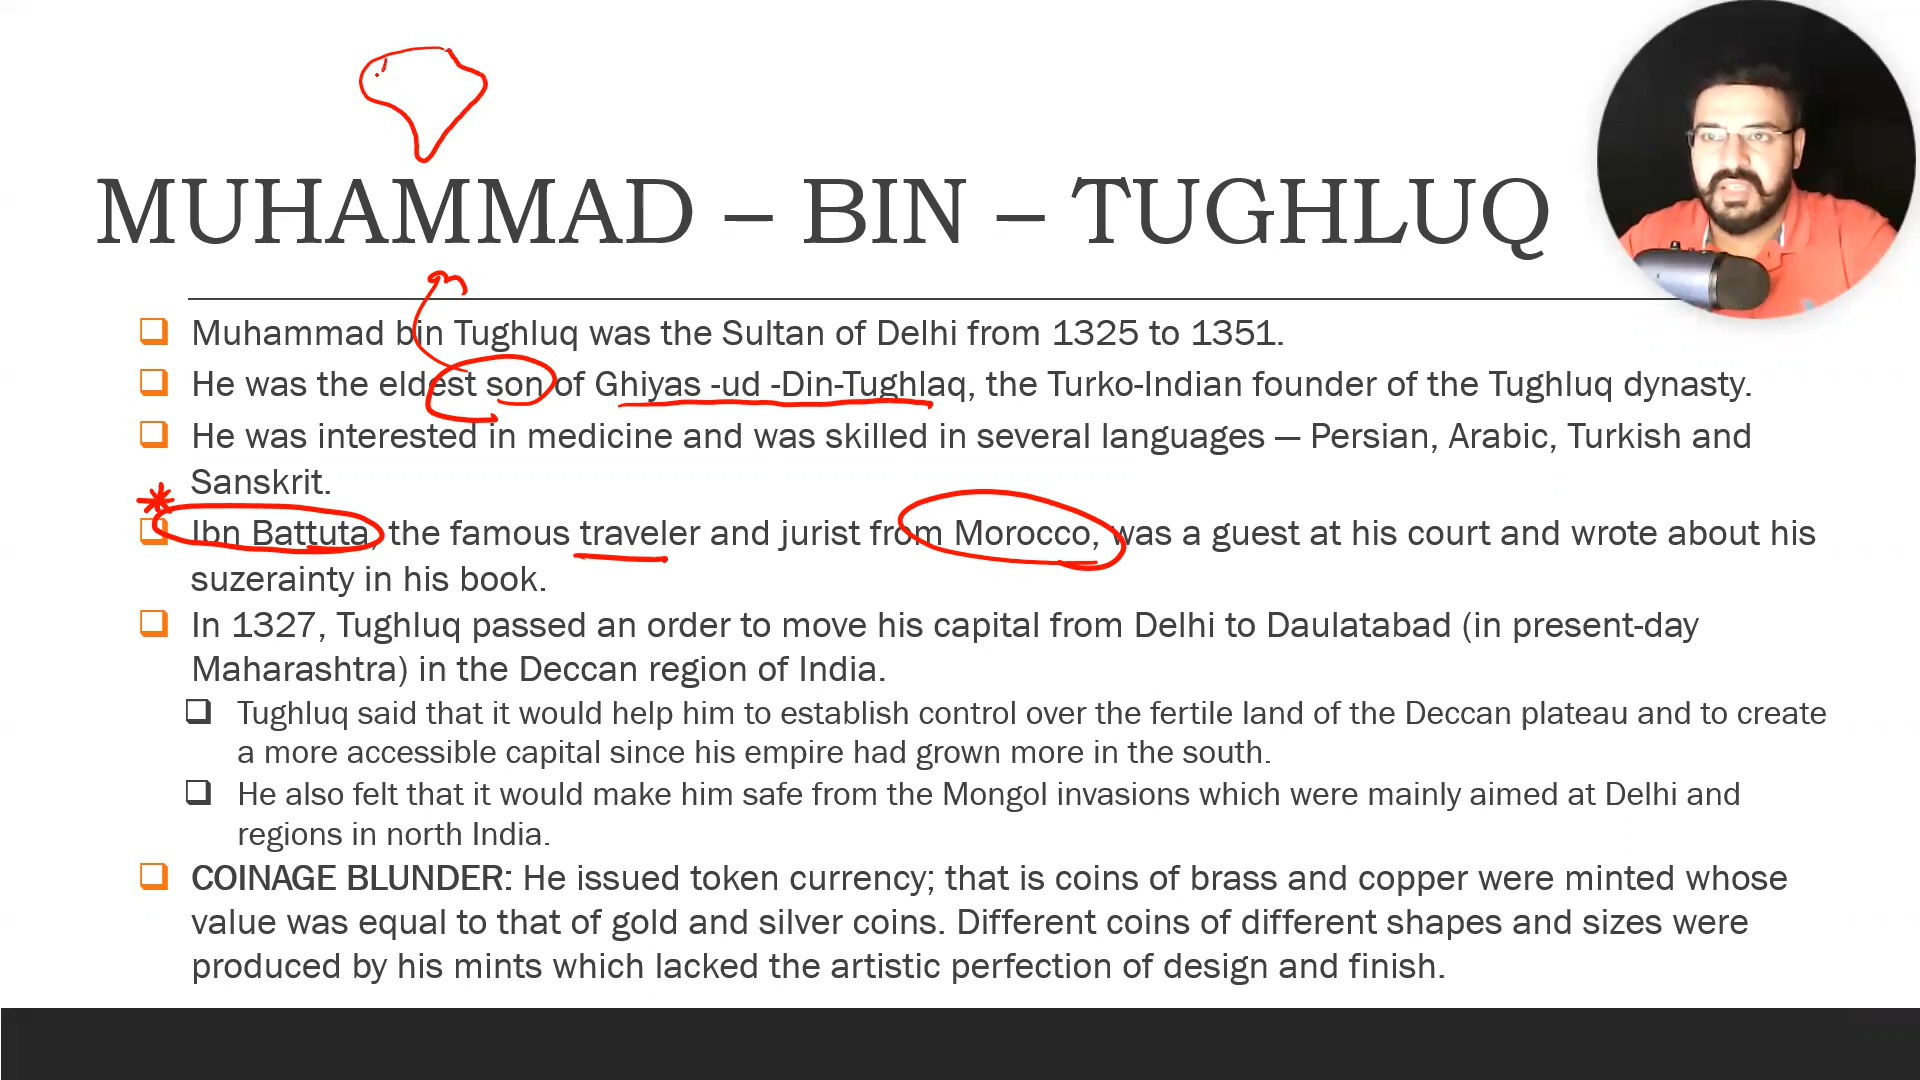 MUHAMMAD – BIN – TUGHLUQ
Muhammad bin Tughluq was the Sultan of Delhi from 1325 to 1351.
He was the eldest son of Ghiyas -ud -Din-Tughlaq, the Turko-Indian founder of the Tughluq dynasty.
He was interested in medicine and was skilled in several languages — Persian, Arabic, Turkish and
Sanskrit.
Ibn Battuta, the famous traveler and jurist from Morocco, was a guest at his court and wrote about his
suzerainty in his book.
In 1327, Tughluq passed an order to move his capital from Delhi to Daulatabad (in present-day
Maharashtra) in the Deccan region of India.
Tughluq said that it would help him to establish control over the fertile land of the Deccan plateau and to create
a more accessible capital since his empire had grown more in the south.
He also felt that it would make him safe from the Mongol invasions which were mainly aimed at Delhi and
regions in north India.
COINAGE BLUNDER: He issued token currency; that is coins of brass and copper were minted whose
value was equal to that of gold and silver coins. Different coins of different shapes and sizes were
produced by his mints which lacked the artistic perfection of design and finish.